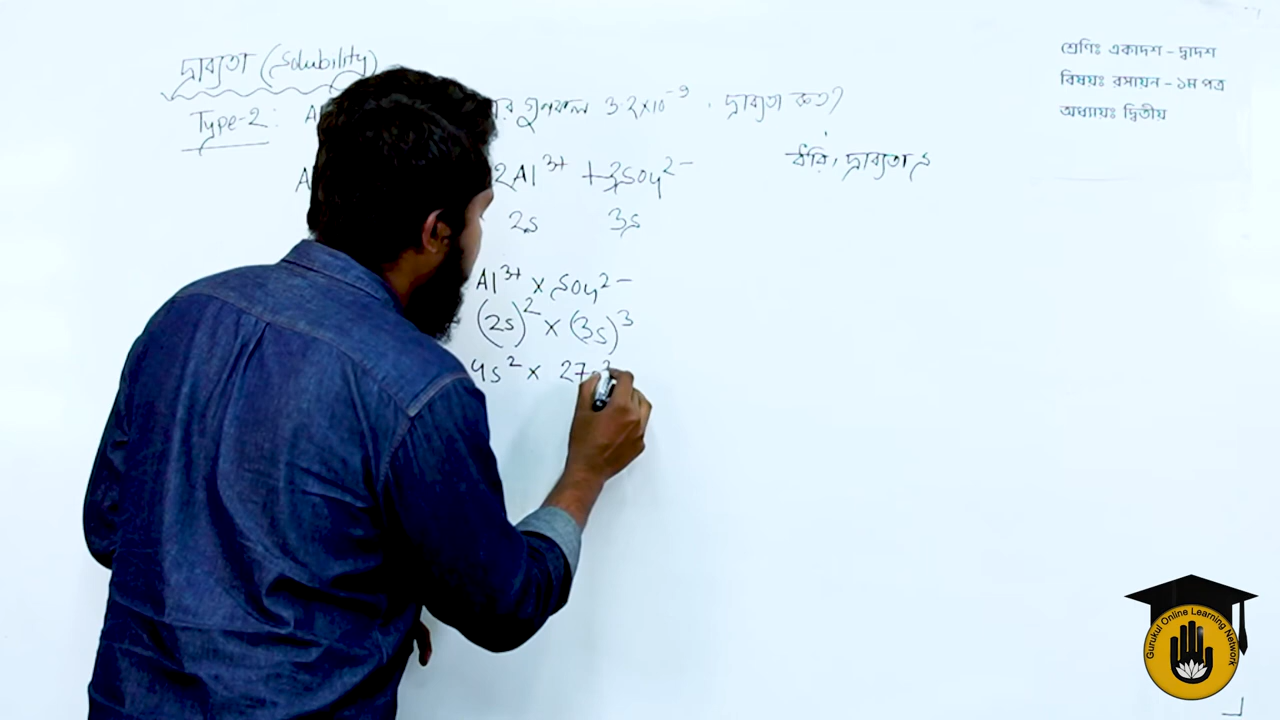 দ্রাব্যতা (Solubility)
Type-2: Al গুণফল 3.2×10⁻⁹ . দ্রাব্যতা কত?
ধরি, দ্রাব্যতা s
A 2Al³⁺ + 3SO₄²⁻
2s 3s
Al³⁺ × SO₄²⁻
(2s)² × (3s)³
4s² × 27
শ্রেণিঃ একাদশ - দ্বাদশ
বিষয়ঃ রসায়ন - ১ম পত্র
অধ্যায়ঃ দ্বিতীয়
Gurukul Online Learning Network